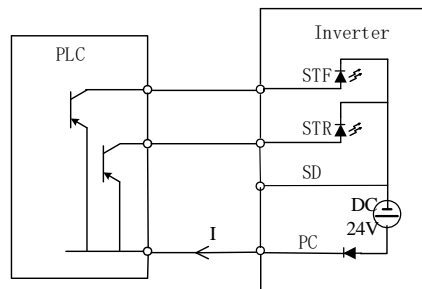 Inverter
PLC
STF
STR
SD
DC
24V
I
PC